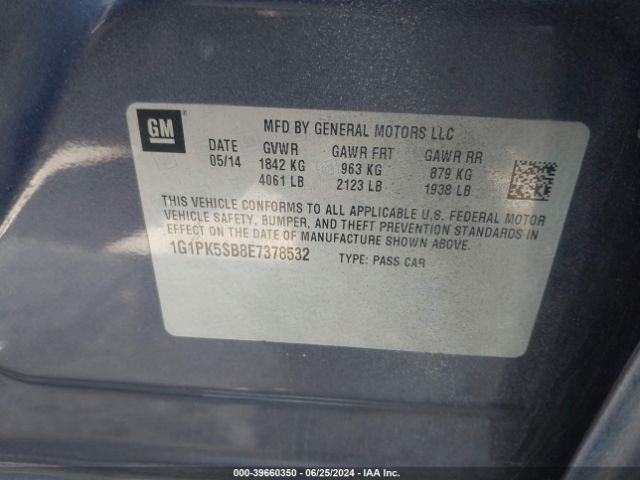 GM ®
MFD BY GENERAL MOTORS LLC
DATE GVWR GAWR FRT GAWR RR
05/14 1842 KG 963 KG 879 KG
4061 LB 2123 LB 1938 LB
THIS VEHICLE CONFORMS TO ALL APPLICABLE U.S. FEDERAL MOTOR
VEHICLE SAFETY, BUMPER, AND THEFT PREVENTION STANDARDS IN
EFFECT ON THE DATE OF MANUFACTURE SHOWN ABOVE.
1G1PK5SB8E7378532 TYPE: PASS CAR
000-39660350 - 06/25/2024 - IAA Inc.